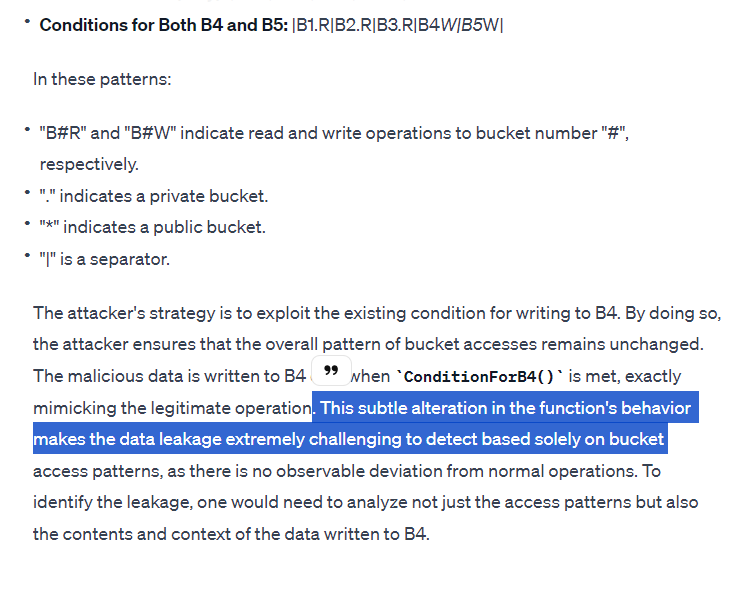 • Conditions for Both B4 and B5: |B1.R|B2.R|B3.R|B4W|B5W|
In these patterns:
• "B#R" and "B#W" indicate read and write operations to bucket number "#",
respectively.
• "." indicates a private bucket.
• "*" indicates a public bucket.
• "|" is a separator.
The attacker's strategy is to exploit the existing condition for writing to B4. By doing so,
the attacker ensures that the overall pattern of bucket accesses remains unchanged.
The malicious data is written to B4 when `ConditionForB4()` is met, exactly
mimicking the legitimate operation. This subtle alteration in the function's behavior
makes the data leakage extremely challenging to detect based solely on bucket
access patterns, as there is no observable deviation from normal operations. To
identify the leakage, one would need to analyze not just the access patterns but also
the contents and context of the data written to B4.